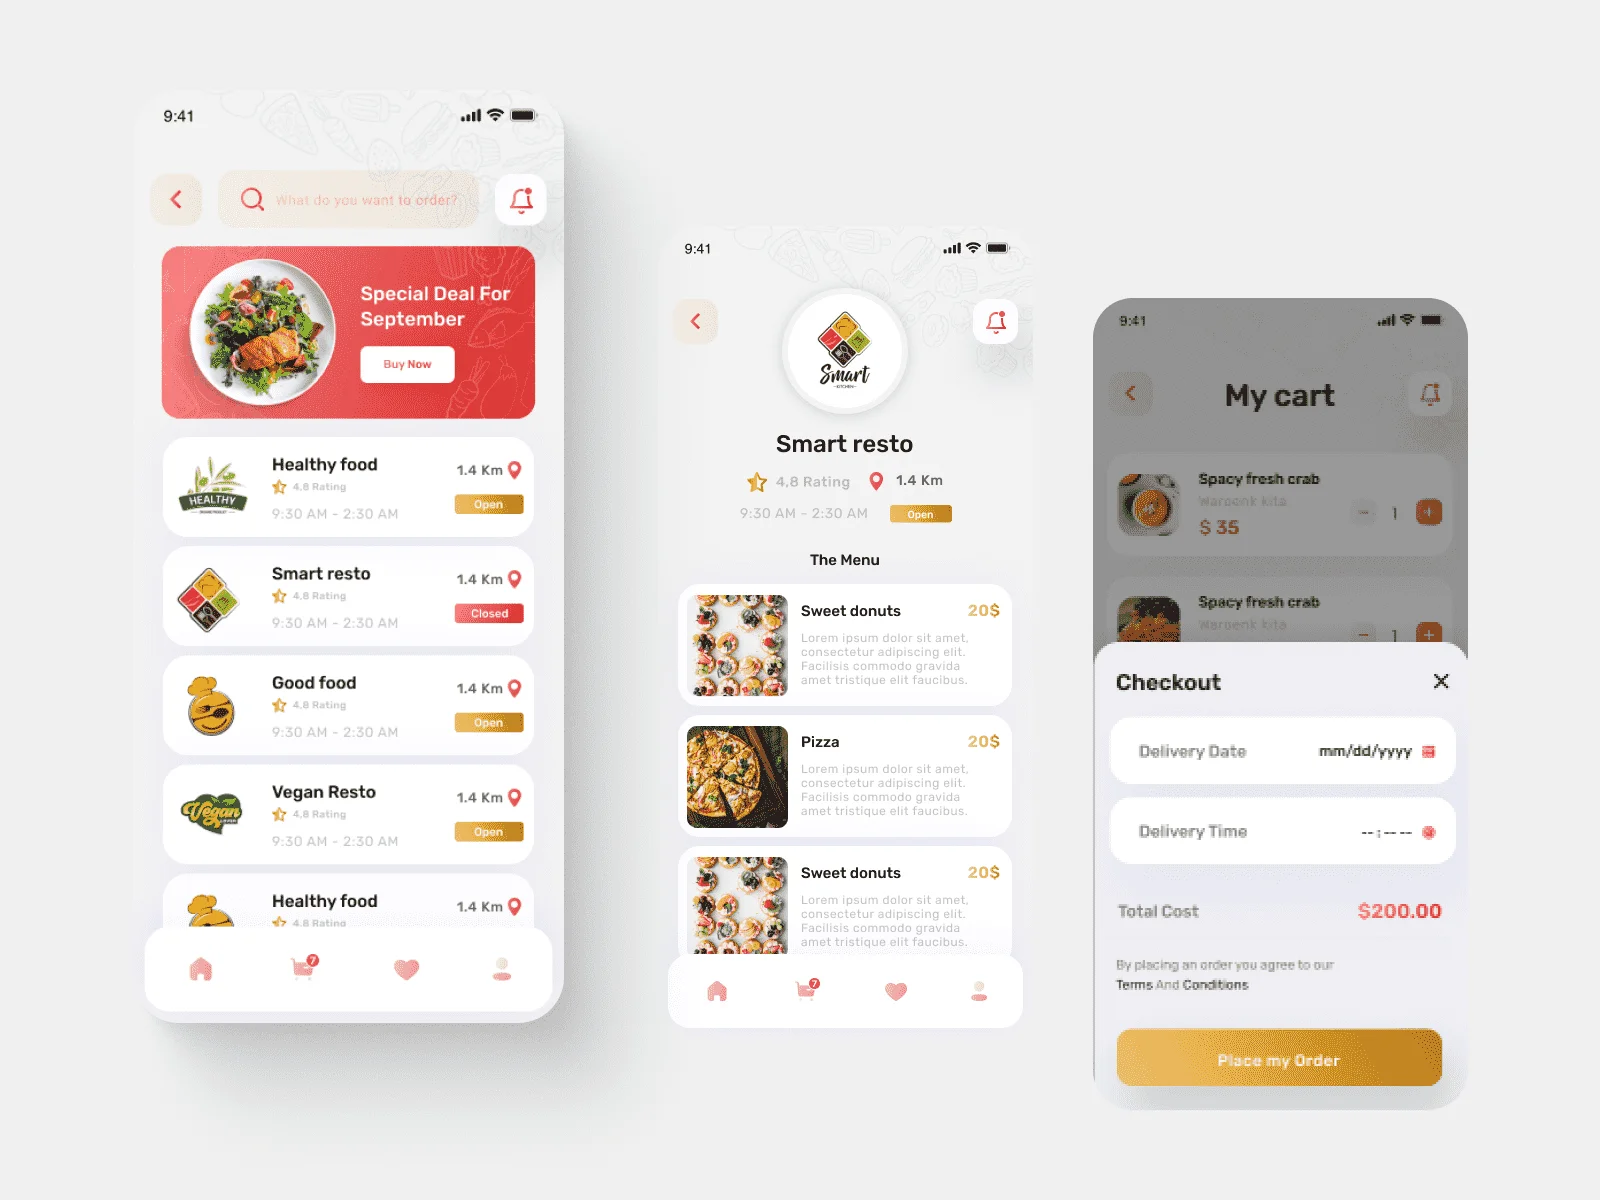 9:41
What do you want to order?
Special Deal For
September
Buy Now
HEALTHY
Healthy food
4,8 Rating
9:30 AM - 2:30 AM
1.4 Km
Open
Smart resto
4,8 Rating
9:30 AM - 2:30 AM
1.4 Km
Closed
Good food
4,8 Rating
9:30 AM - 2:30 AM
1.4 Km
Open
Vegan
Vegan Resto
4,8 Rating
9:30 AM - 2:30 AM
1.4 Km
Open
Healthy food
4,8 Rating
1.4 Km
7
9:41
Smart
KITCHEN
Smart resto
4,8 Rating
1.4 Km
9:30 AM - 2:30 AM
Open
The Menu
Sweet donuts
20$
Lorem ipsum dolor sit amet,
consectetur adipiscing elit.
Facilisis commodo gravida
amet tristique elit faucibus.
Pizza
20$
Lorem ipsum dolor sit amet,
consectetur adipiscing elit.
Facilisis commodo gravida
amet tristique elit faucibus.
Sweet donuts
20$
Lorem ipsum dolor sit amet,
consectetur adipiscing elit.
Facilisis commodo gravida
amet tristique elit faucibus.
7
9:41
My cart
Spacy fresh crab
Waroenk kita
$ 35
− 1 +
Spacy fresh crab
Waroenk kita
− 1 +
Checkout
Delivery Date
mm/dd/yyyy
Delivery Time
--:-- --
Total Cost
$200.00
By placing an order you agree to our
Terms And Conditions
Place my Order